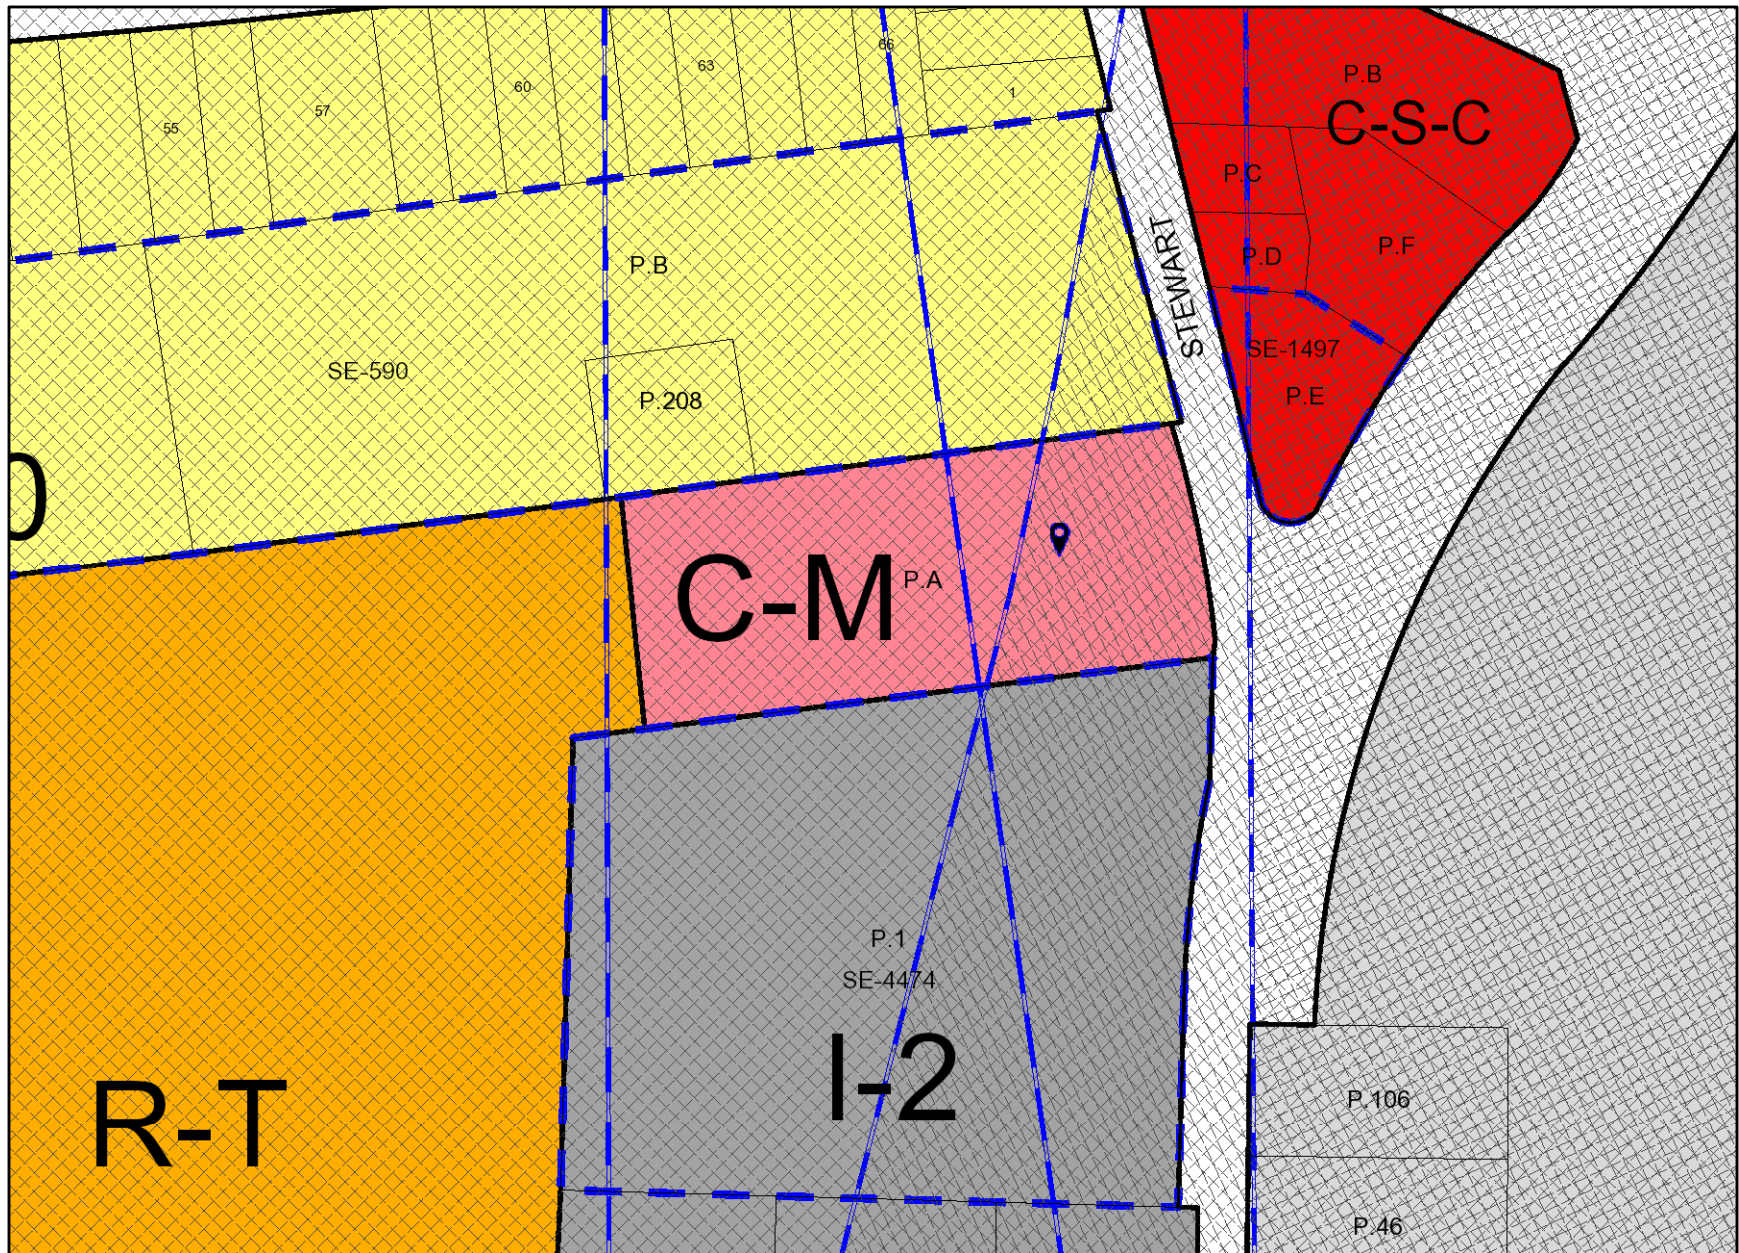 66
63
60
57
55
1
P.B
C-S-C
P.C
P.F
P.D
STEWART
P.B
SE-590
P.208
SE-1497
P.E
0
C-M
P.A
P.1
SE-4474
I-2
R-T
P.106
P.46